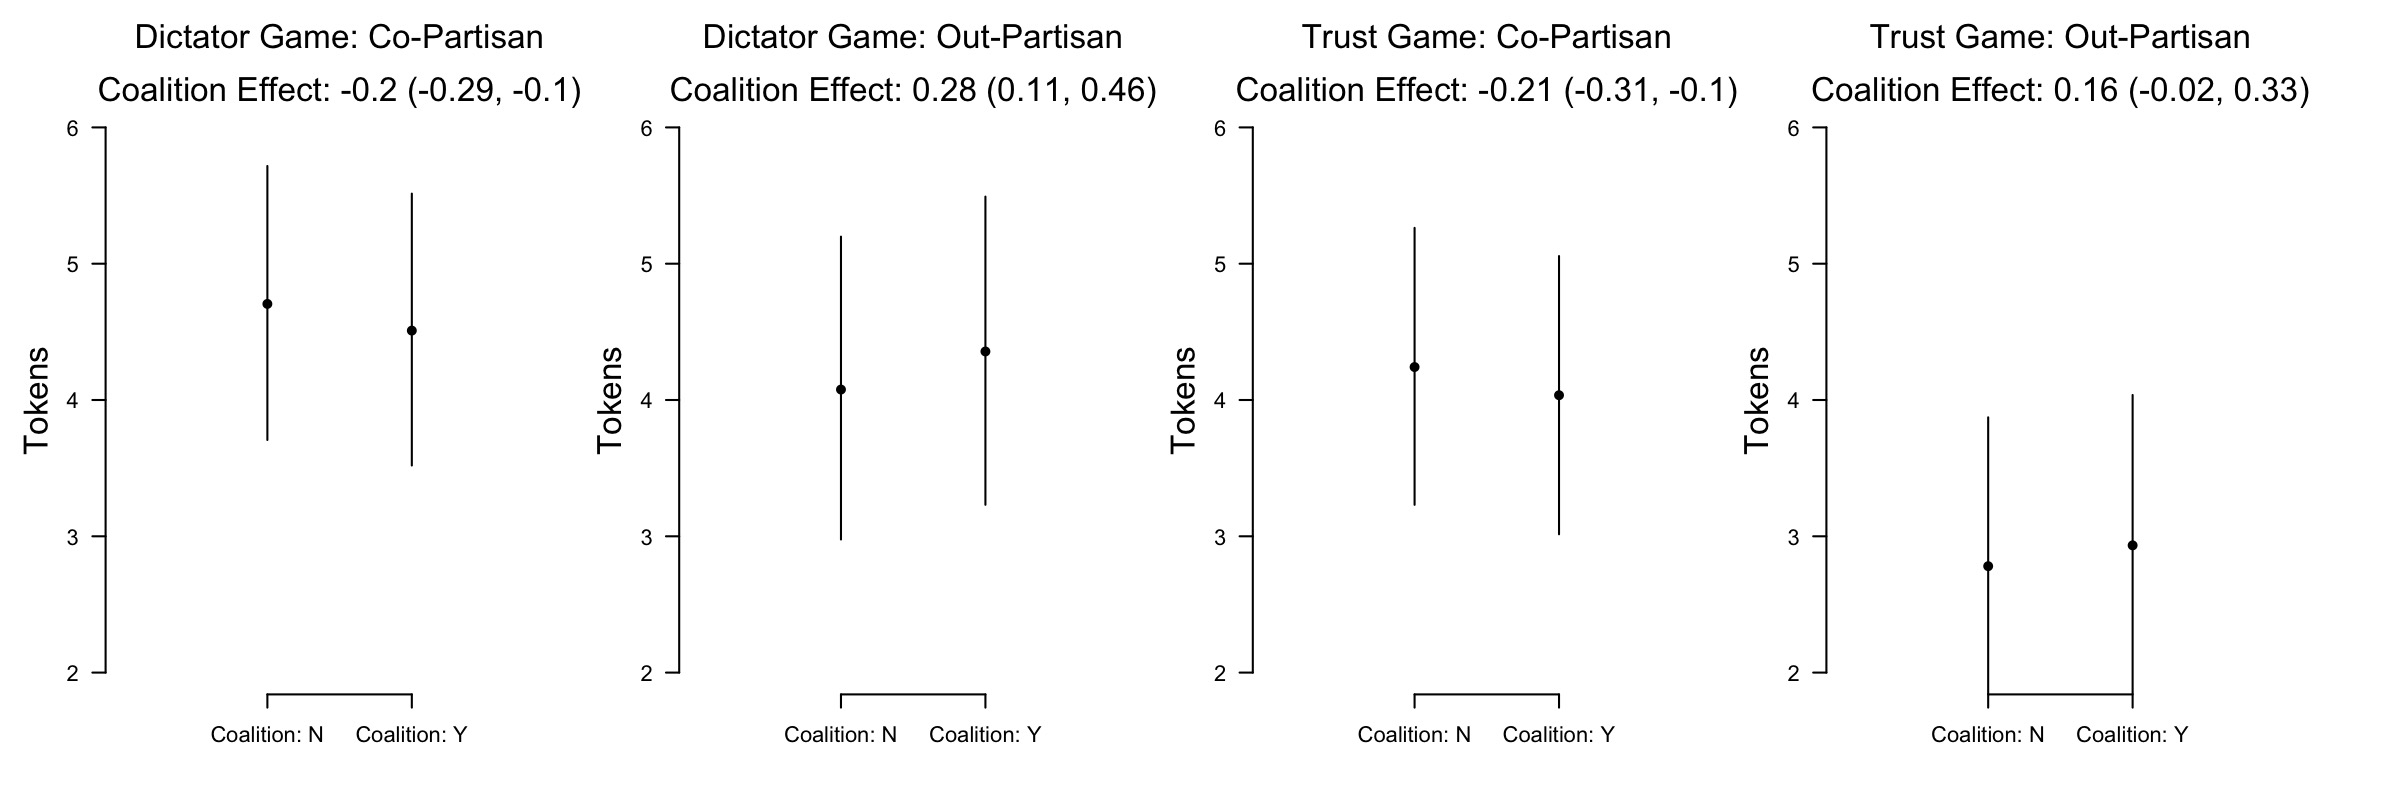 Dictator Game: Co-Partisan
Coalition Effect: -0.2 (-0.29, -0.1)
6
5
4
3
2
Tokens
Coalition: N
Coalition: Y
Dictator Game: Out-Partisan
Coalition Effect: 0.28 (0.11, 0.46)
6
5
4
3
2
Tokens
Coalition: N
Coalition: Y
Trust Game: Co-Partisan
Coalition Effect: -0.21 (-0.31, -0.1)
6
5
4
3
2
Tokens
Coalition: N
Coalition: Y
Trust Game: Out-Partisan
Coalition Effect: 0.16 (-0.02, 0.33)
6
5
4
3
2
Tokens
Coalition: N
Coalition: Y